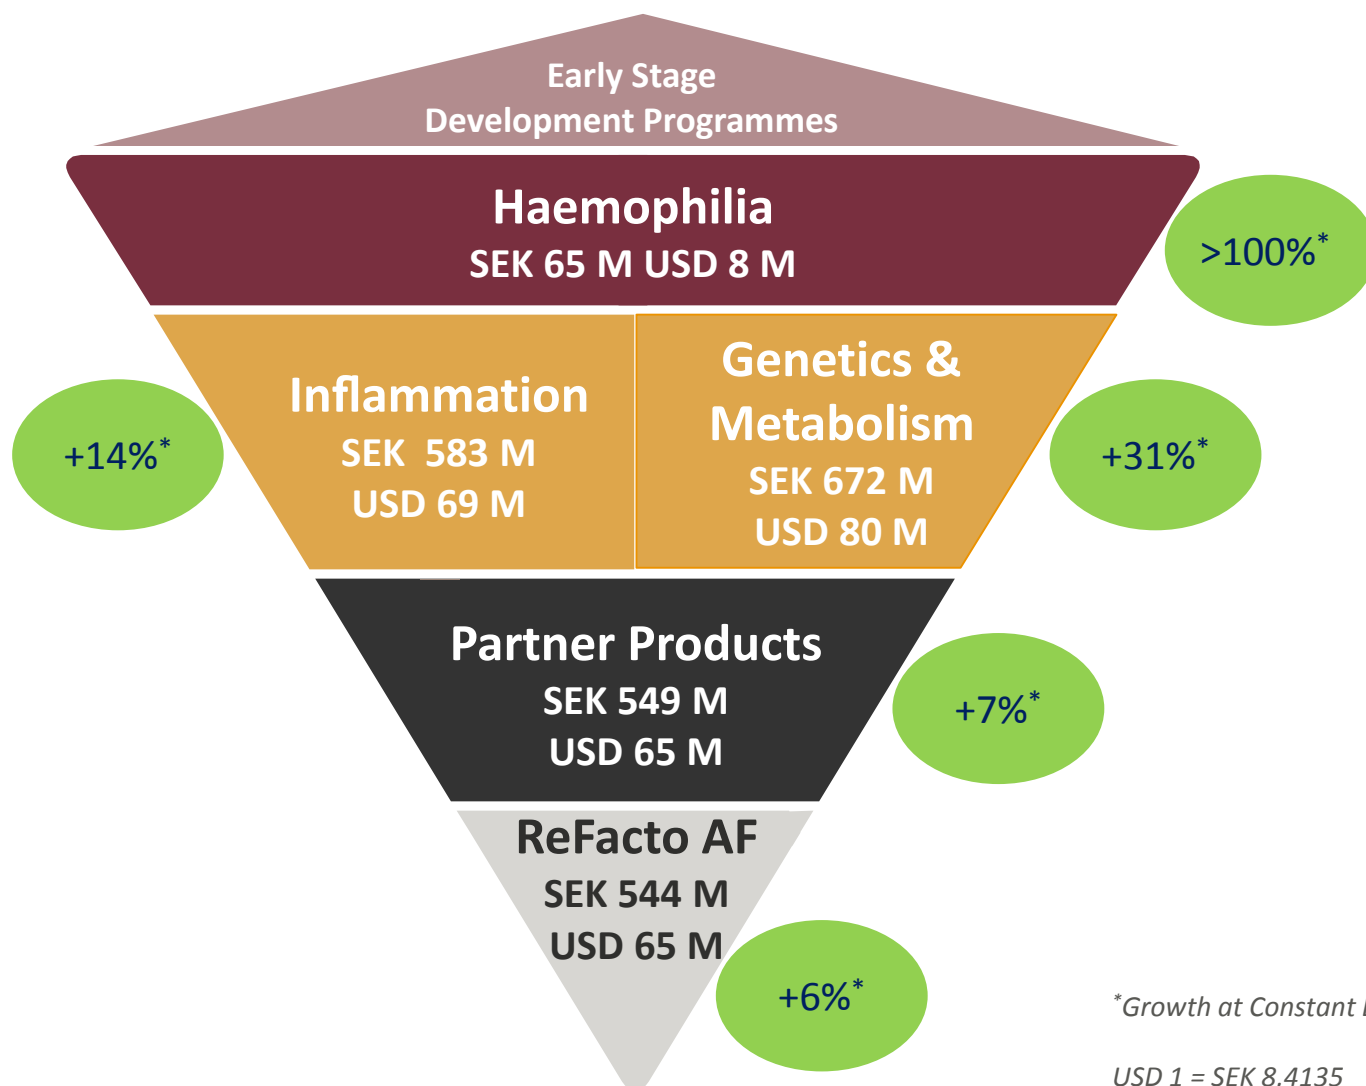 Early Stage
Development Programmes
Haemophilia
SEK 65 M USD 8 M
>100%*
Inflammation
SEK 583 M
USD 69 M
+14%*
Genetics &
Metabolism
SEK 672 M
USD 80 M
+31%*
Partner Products
SEK 549 M
USD 65 M
+7%*
ReFacto AF
SEK 544 M
USD 65 M
+6%*
*Growth at Constant
USD 1 = SEK 8.4135